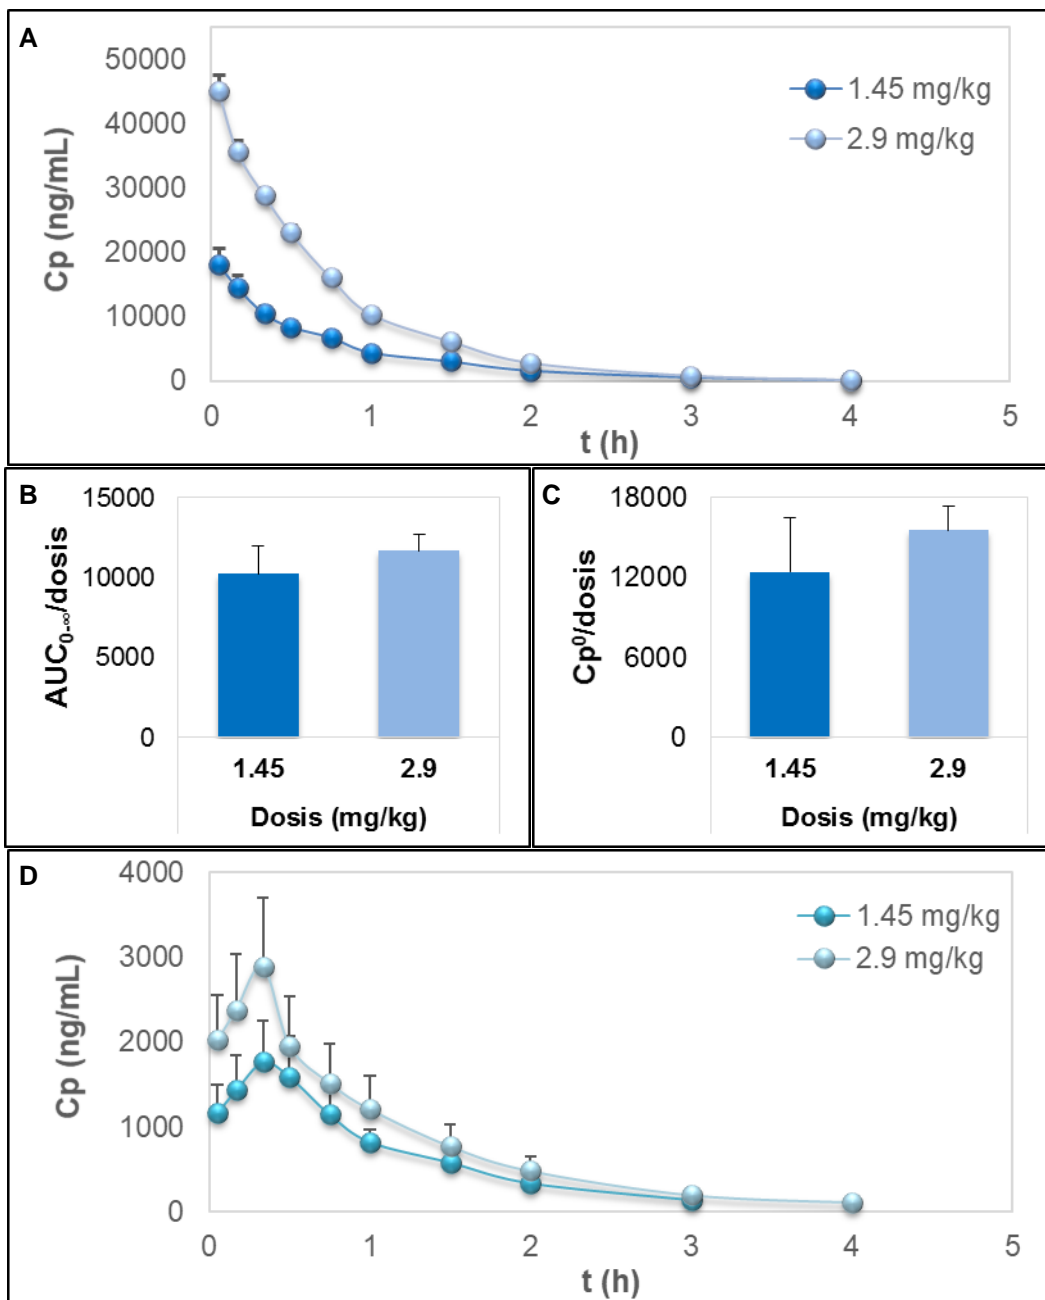 A
50000
40000
30000
20000
10000
0
Cp (ng/mL)
1.45 mg/kg
2.9 mg/kg
0 1 2 3 4 5
t (h)
B
15000
10000
5000
0
AUC0-∞/dosis
1.45 2.9
Dosis (mg/kg)
C
18000
12000
6000
0
Cp⁰/dosis
1.45 2.9
Dosis (mg/kg)
D
4000
3000
2000
1000
0
Cp (ng/mL)
1.45 mg/kg
2.9 mg/kg
0 1 2 3 4 5
t (h)